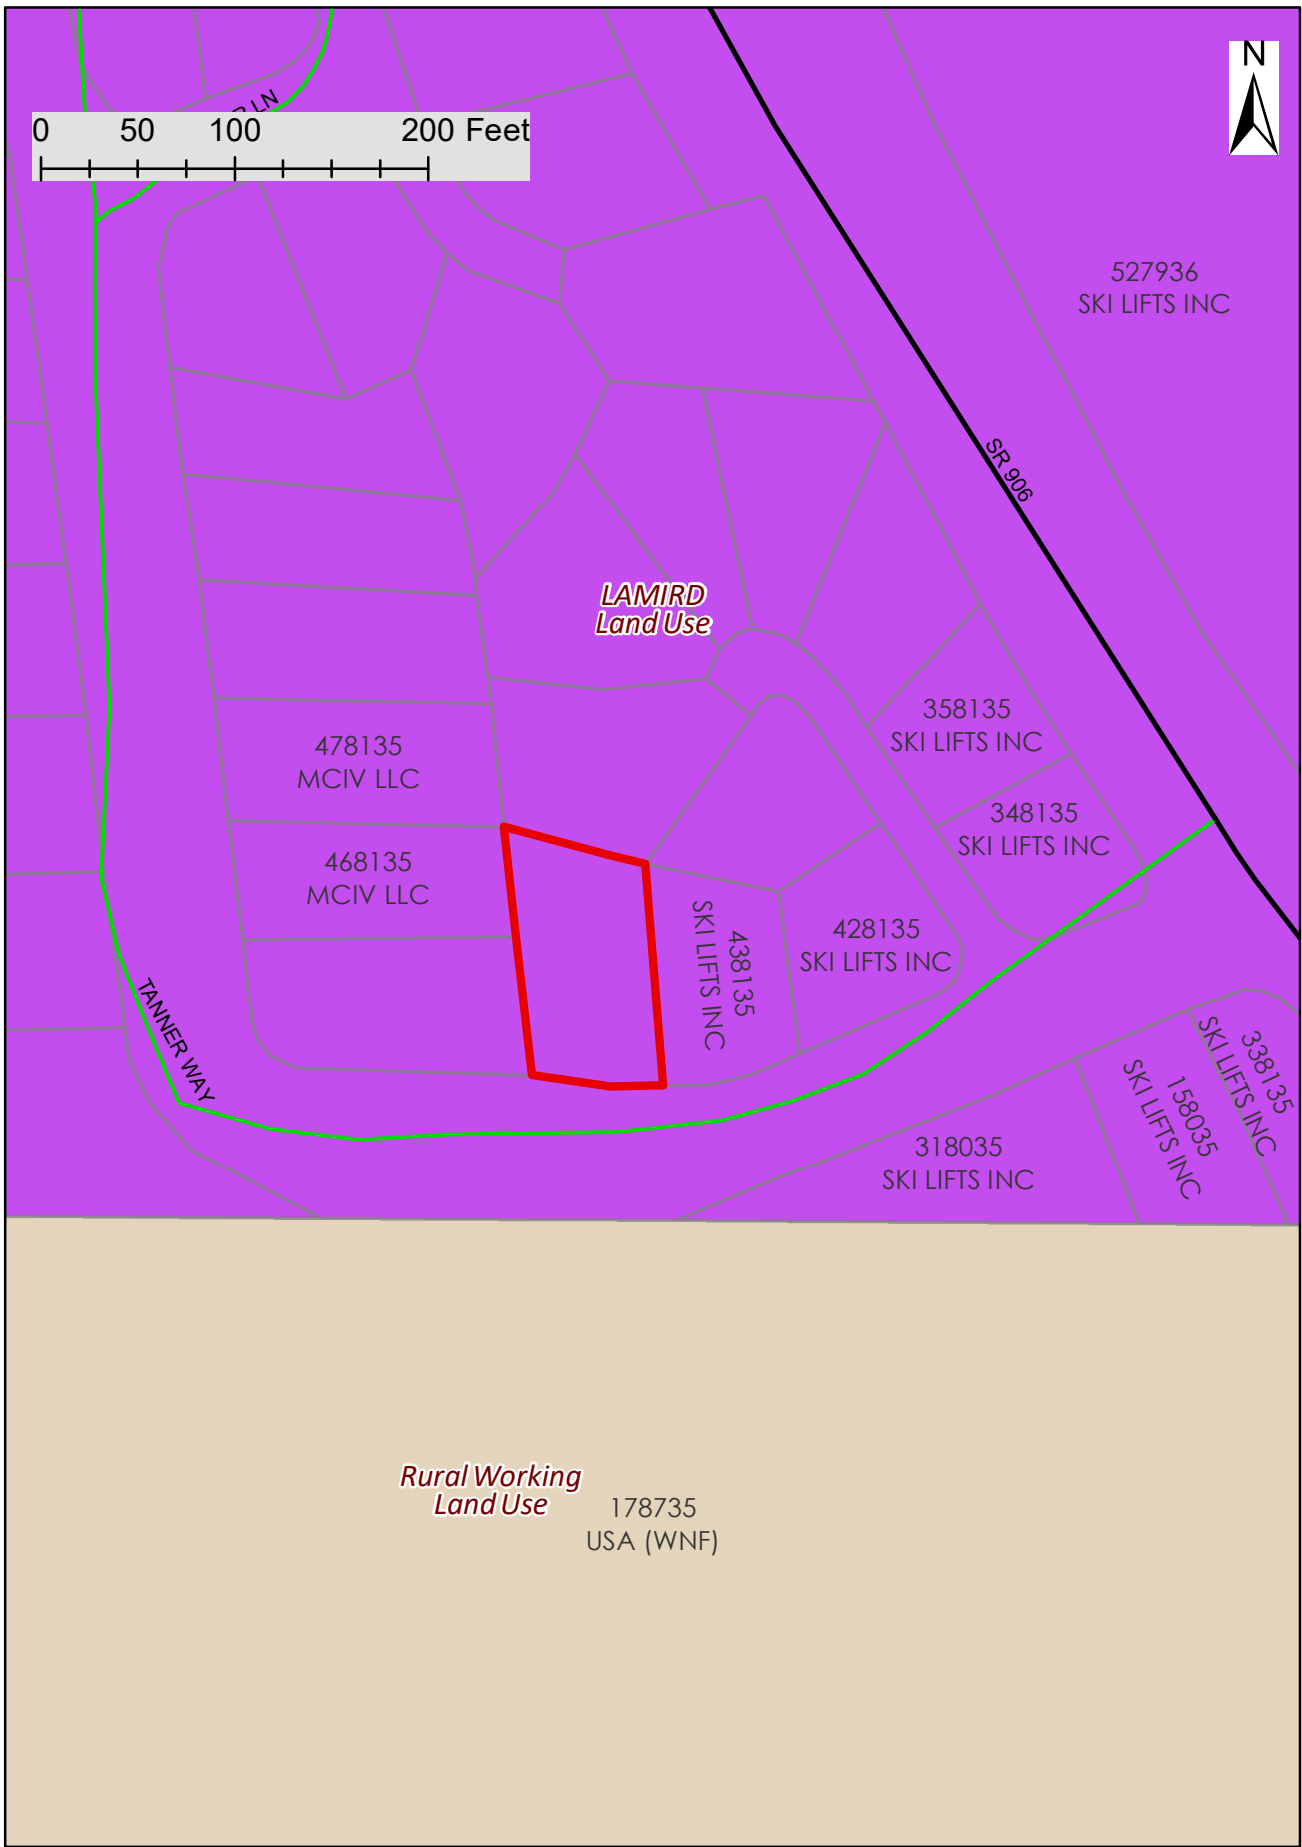 N
LN
0 50 100 200 Feet
527936
SKI LIFTS INC
SR 906
LAMIRD
Land Use
358135
SKI LIFTS INC
478135
MCIV LLC
348135
SKI LIFTS INC
468135
MCIV LLC
438135
SKI LIFTS INC
428135
SKI LIFTS INC
TANNER WAY
338135
SKI LIFTS INC
158035
SKI LIFTS INC
318035
SKI LIFTS INC
Rural Working
Land Use
178735
USA (WNF)